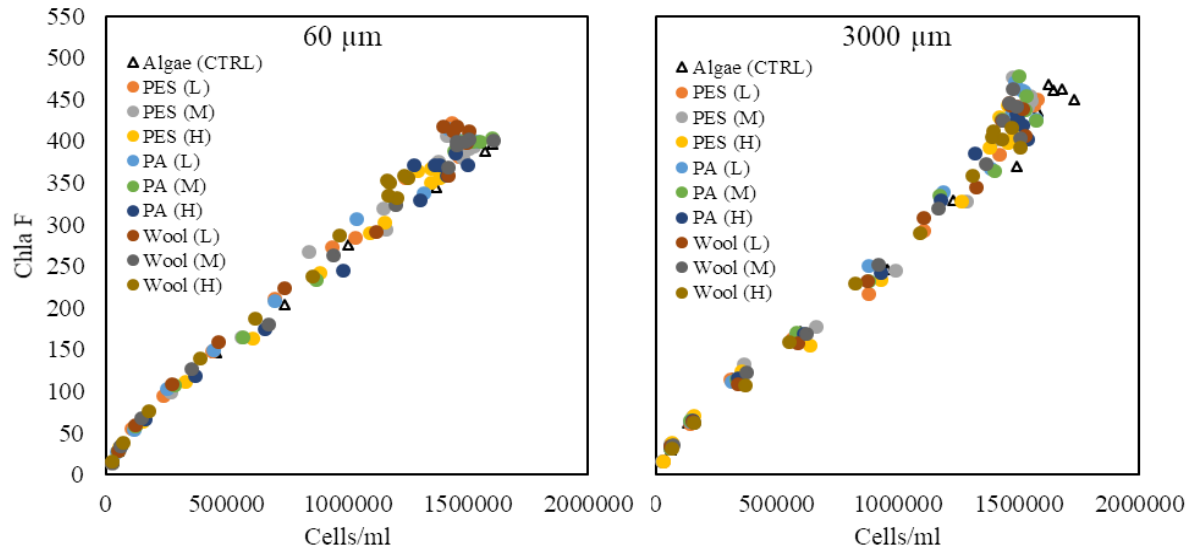 60 µm
3000 µm
Chla F
550
500
450
400
350
300
250
200
150
100
50
0
Algae (CTRL)
PES (L)
PES (M)
PES (H)
PA (L)
PA (M)
PA (H)
Wool (L)
Wool (M)
Wool (H)
0 500000 1000000 1500000 2000000
Cells/ml
Algae (CTRL)
PES (L)
PES (M)
PES (H)
PA (L)
PA (M)
PA (H)
Wool (L)
Wool (M)
Wool (H)
0 500000 1000000 1500000 2000000
Cells/ml